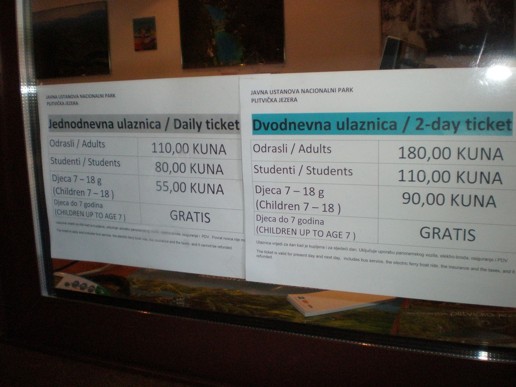 JAVNA USTANOVA NACIONALNI PARK
PLITVIČKA JEZERA
Jednodnevna ulaznica / Daily ticket
Odrasli / Adults 110,00 KUNA
Studenti / Students 80,00 KUNA
Djeca 7 – 18 g
(Children 7 – 18 ) 55,00 KUNA
Djeca do 7 godina
(CHILDREN UP TO AGE 7 ) GRATIS
JAVNA USTANOVA NACIONALNI PARK
PLITVIČKA JEZERA
Dvodnevna ulaznica / 2-day ticket
Odrasli / Adults 180,00 KUNA
Studenti / Students 110,00 KUNA
Djeca 7 – 18 g
(Children 7 – 18 ) 90,00 KUNA
Djeca do 7 godina
(CHILDREN UP TO AGE 7 ) GRATIS